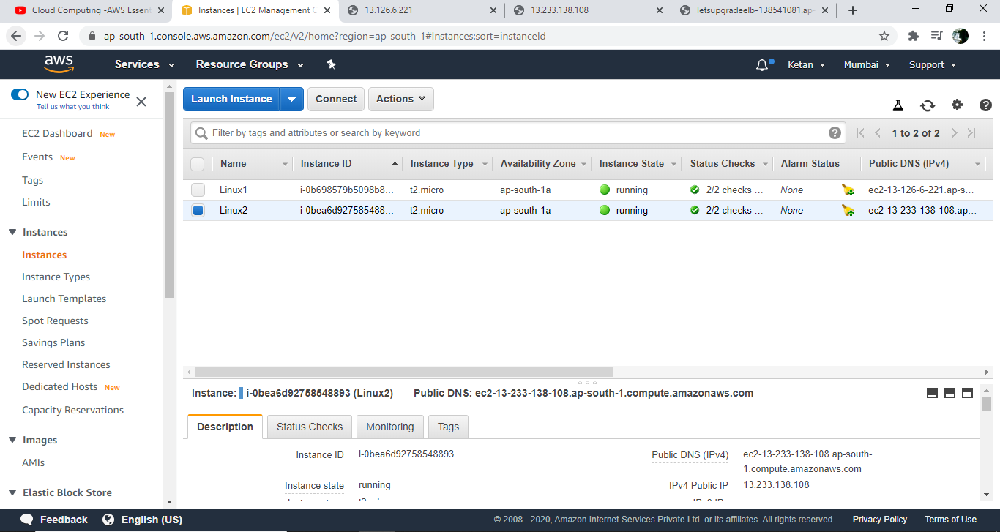 Cloud Computing -AWS Essent
Instances | EC2 Management C
13.126.6.221
13.233.138.108
letsupgradeelb-138541081.ap-
ap-south-1.console.aws.amazon.com/ec2/v2/home?region=ap-south-1#Instances:sort=instanceId
aws
Services
Resource Groups
Ketan
Mumbai
Support
New EC2 Experience
Tell us what you think
EC2 Dashboard New
Events New
Tags
Limits
Instances
Instances
Instance Types
Launch Templates
Spot Requests
Savings Plans
Reserved Instances
Dedicated Hosts New
Capacity Reservations
Images
AMIs
Elastic Block Store
Launch Instance
Connect
Actions
Filter by tags and attributes or search by keyword
1 to 2 of 2
Name Instance ID Instance Type Availability Zone Instance State Status Checks Alarm Status Public DNS (IPv4)
Linux1 i-0b698579b5098b8... t2.micro ap-south-1a running 2/2 checks ... None ec2-13-126-6-221.ap-s...
Linux2 i-0bea6d927585488... t2.micro ap-south-1a running 2/2 checks ... None ec2-13-233-138-108.ap...
Instance: i-0bea6d92758548893 (Linux2) Public DNS: ec2-13-233-138-108.ap-south-1.compute.amazonaws.com
Description
Status Checks
Monitoring
Tags
Instance ID i-0bea6d92758548893
Public DNS (IPv4) ec2-13-233-138-108.ap-south-
1.compute.amazonaws.com
Instance state running
IPv4 Public IP 13.233.138.108
Feedback
English (US)
© 2008 - 2020, Amazon Internet Services Private Ltd. or its affiliates. All rights reserved.
Privacy Policy
Terms of Use